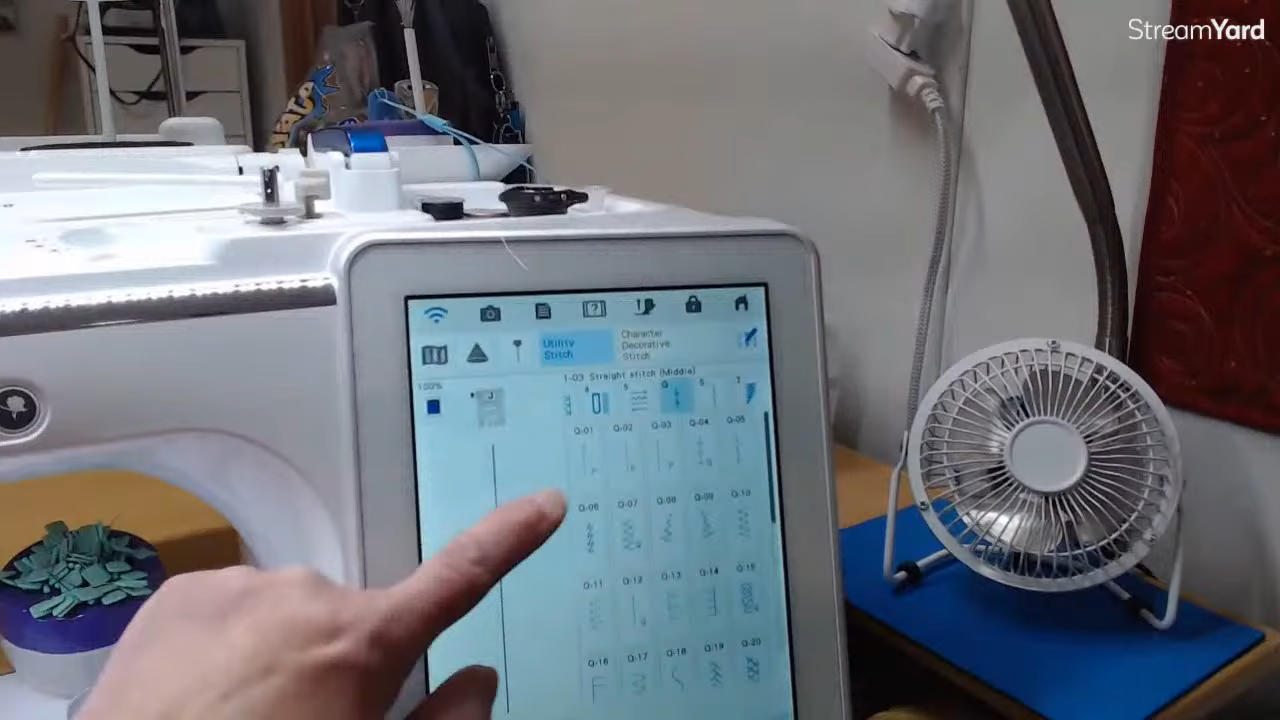 StreamYard
Utility
Stitch
Character
Decorative
Stitch
1-03 Straight stitch (Middle)
100%
J
Q-01 Q-02 Q-03 Q-04 Q-05
Q-06 Q-07 Q-08 Q-09 Q-10
Q-11 Q-12 Q-13 Q-14 Q-15
Q-16 Q-17 Q-18 Q-19 Q-20